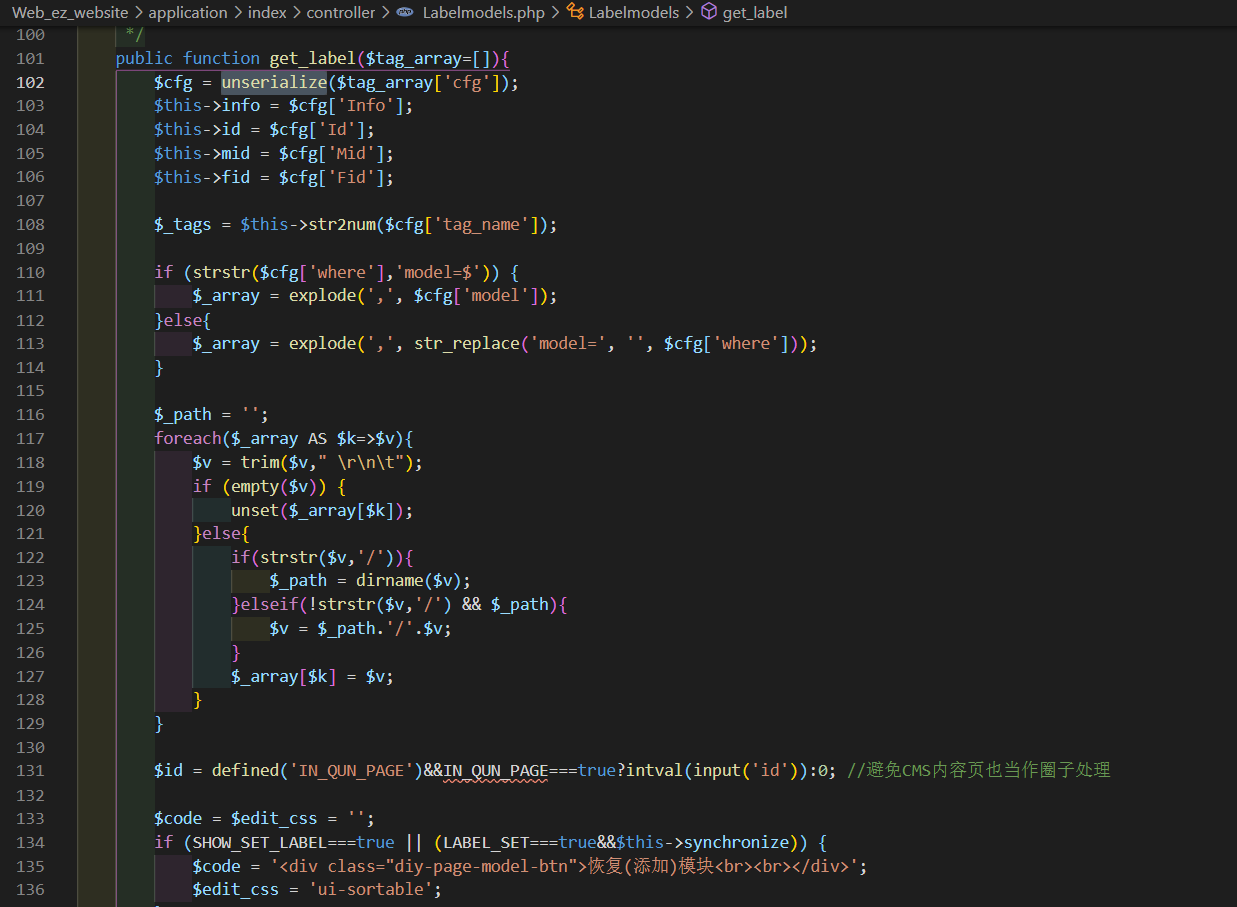 Web_ez_website > application > index > controller > Labelmodels.php > Labelmodels > get_label
100 */
101 public function get_label($tag_array=[]){
102 $cfg = unserialize($tag_array['cfg']);
103 $this->info = $cfg['Info'];
104 $this->id = $cfg['Id'];
105 $this->mid = $cfg['Mid'];
106 $this->fid = $cfg['Fid'];
107
108 $_tags = $this->str2num($cfg['tag_name']);
109
110 if (strstr($cfg['where'],'model=$')) {
111 $_array = explode(',', $cfg['model']);
112 }else{
113 $_array = explode(',', str_replace('model=', '', $cfg['where']));
114 }
115
116 $_path = '';
117 foreach($_array AS $k=>$v){
118 $v = trim($v," \r\n\t");
119 if (empty($v)) {
120 unset($_array[$k]);
121 }else{
122 if(strstr($v,'/')){
123 $_path = dirname($v);
124 }elseif(!strstr($v,'/') && $_path){
125 $v = $_path.'/'.$v;
126 }
127 $_array[$k] = $v;
128 }
129 }
130
131 $id = defined('IN_QUN_PAGE')&&IN_QUN_PAGE===true?intval(input('id')):0; //避免CMS内容页也当作圈子处理
132
133 $code = $edit_css = '';
134 if (SHOW_SET_LABEL===true || (LABEL_SET===true&&$this->synchronize)) {
135 $code = '<div class="diy-page-model-btn">恢复(添加)模块<br><br></div>';
136 $edit_css = 'ui-sortable';